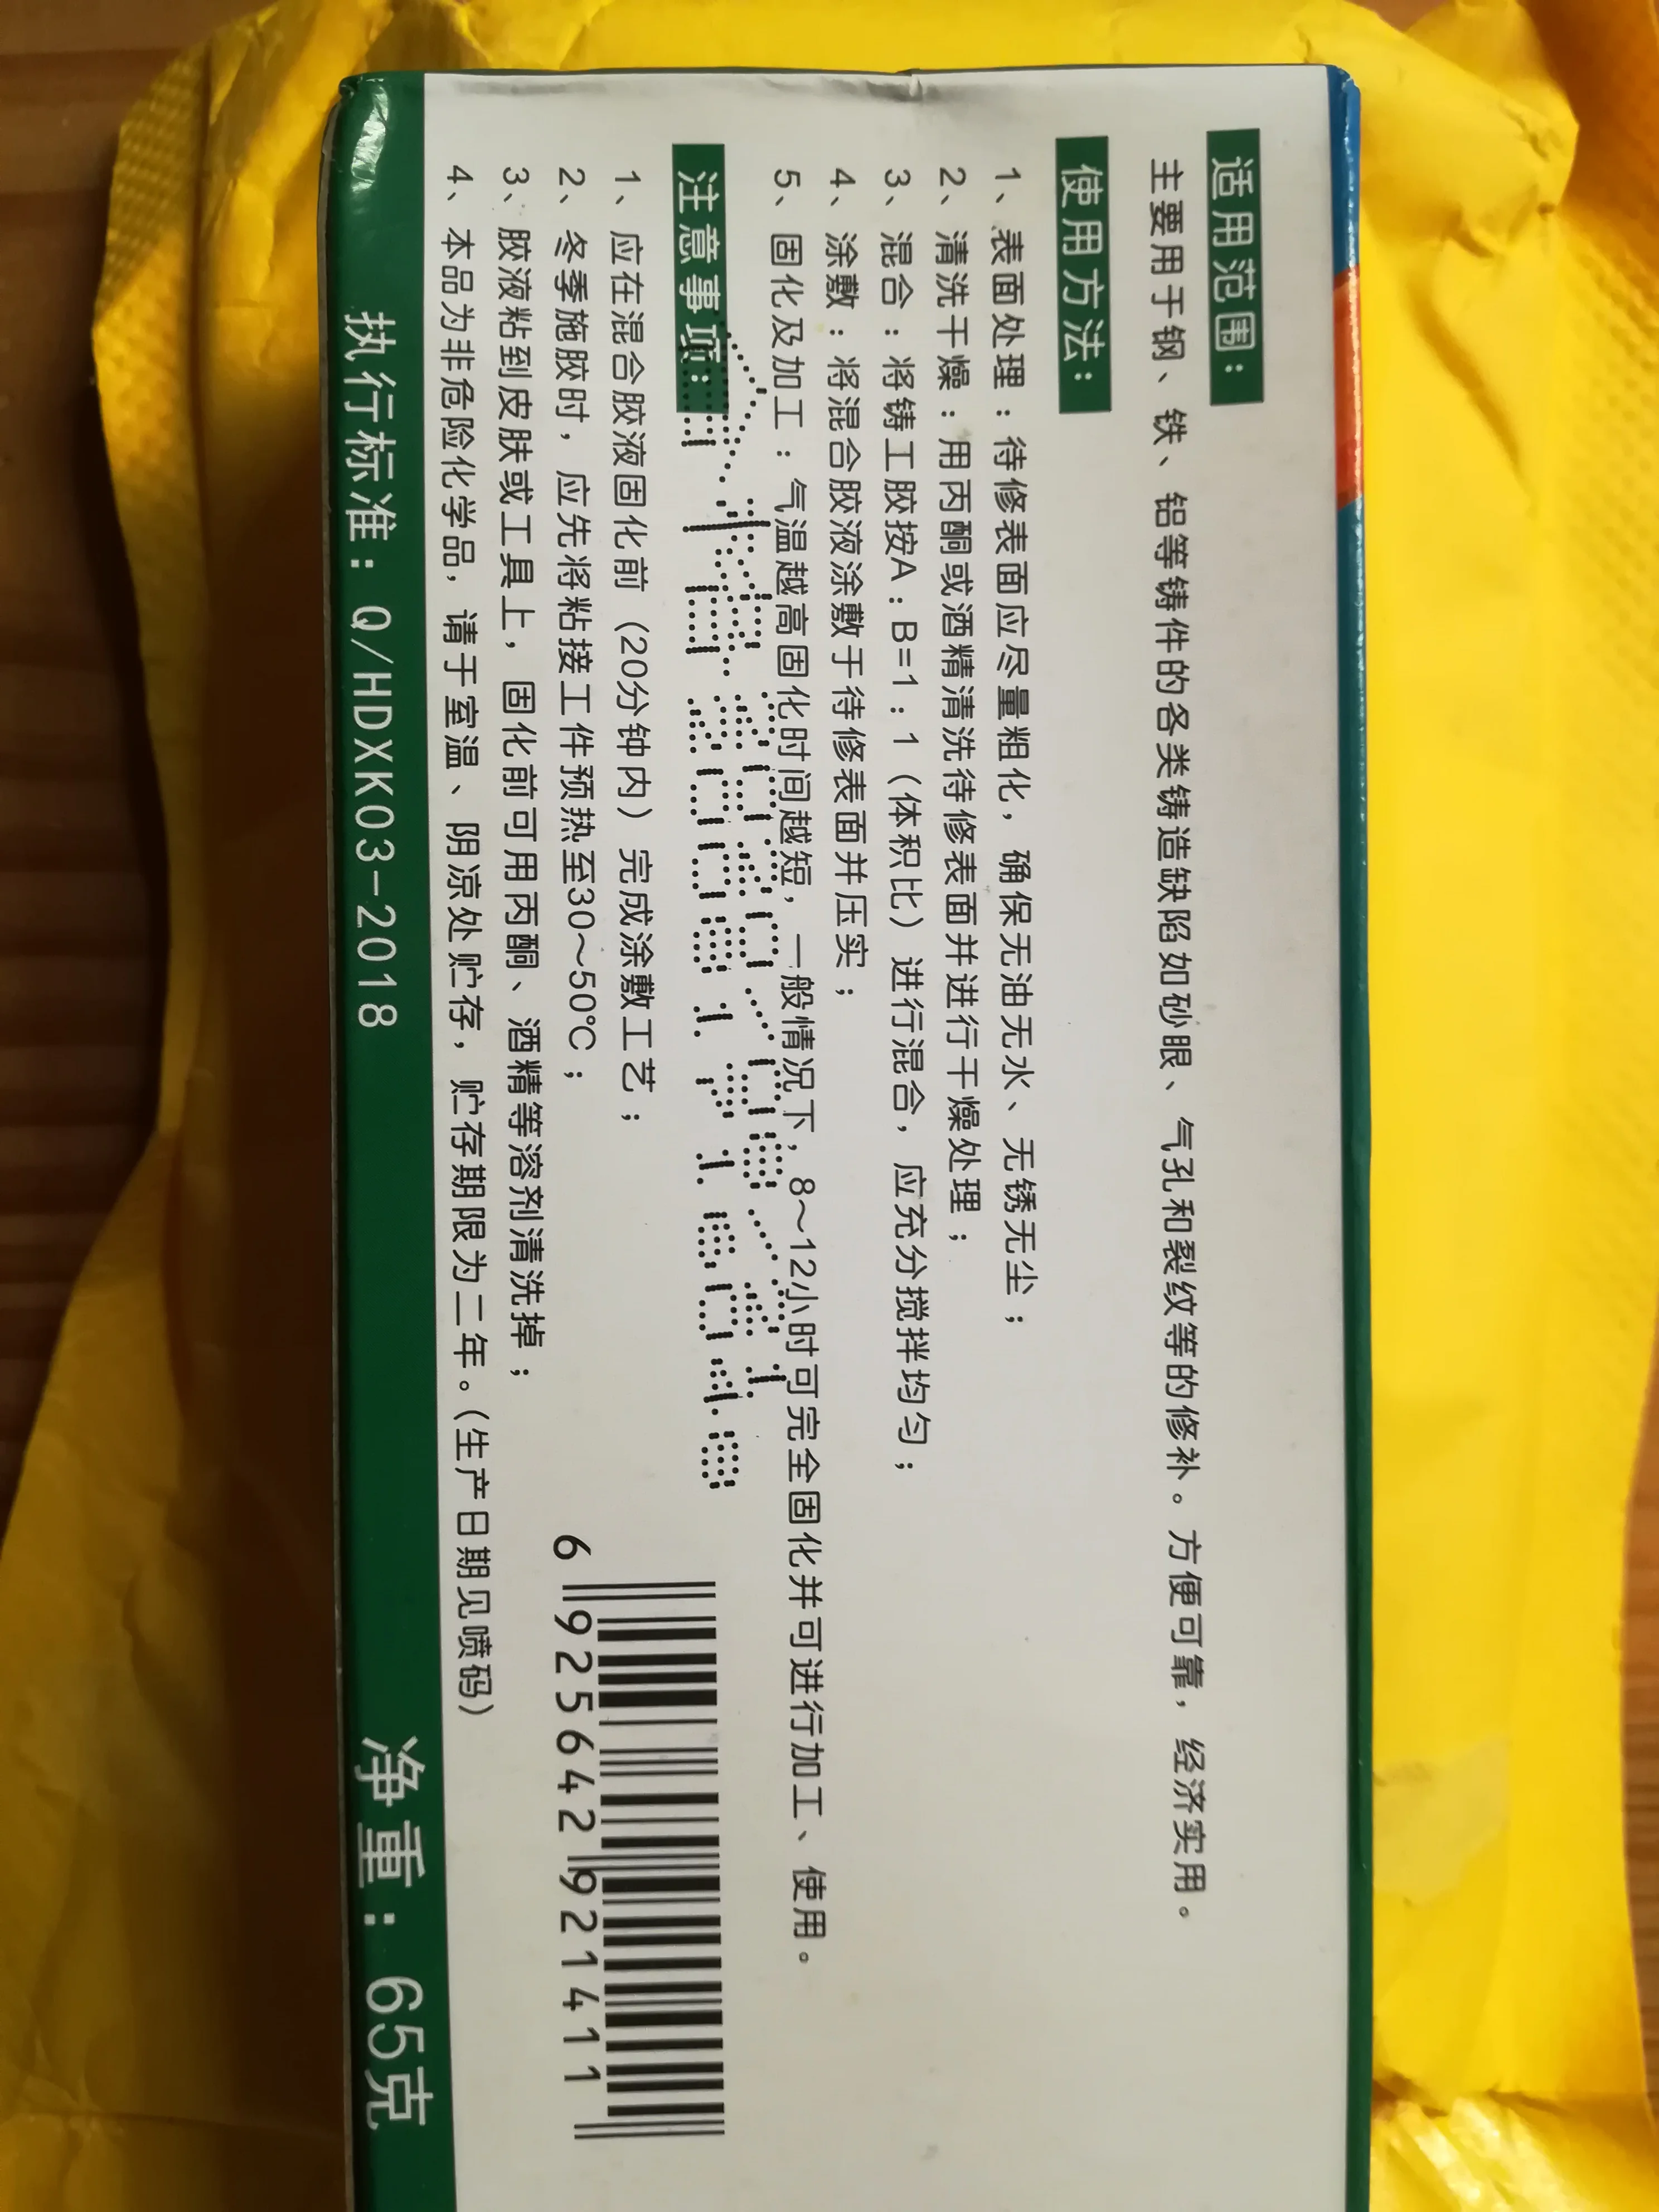 适用范围：
主要用于钢、铁、铝等铸件的各类铸造缺陷如砂眼、气孔和裂纹等的修补。方便可靠，经济实用。
使用方法：
1、表面处理：待修表面应尽量粗化，确保无油无水、无锈无尘；
2、清洗干燥：用丙酮或酒精清洗待修表面并进行干燥处理；
3、混合：将铸工胶按A：B=1：1（体积比）进行混合，应充分搅拌均匀；
4、涂敷：将混合胶液涂敷于待修表面并压实；
5、固化及加工：气温越高固化时间越短，一般情况下，8～12小时可完全固化并可进行加工、使用。
注意事项：
1、应在混合胶液固化前（20分钟内）完成涂敷工艺；
2、冬季施胶时，应先将粘接工件预热至30～50℃；
3、胶液粘到皮肤或工具上，固化前可用丙酮、酒精等溶剂清洗掉；
4、本品为非危险化学品，请于室温、阴凉处贮存，贮存期限为二年。（生产日期见喷码）
6 925642 921411
执行标准：Q/HDXK03-2018
净重：65克